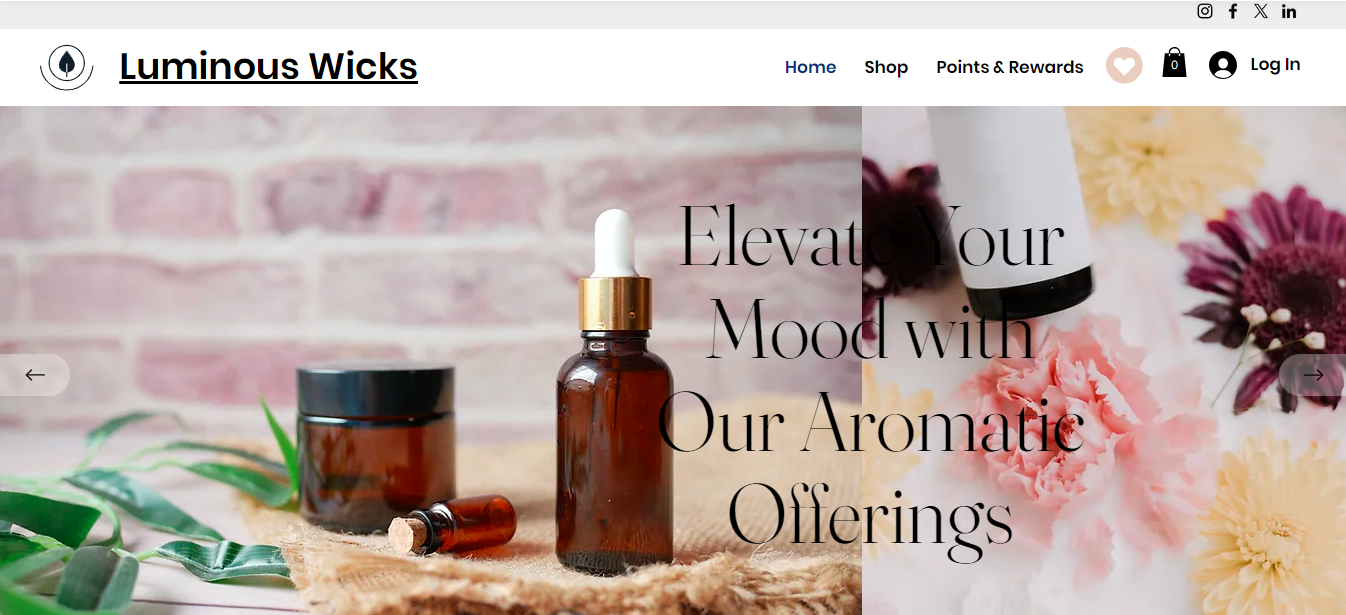 Luminous Wicks
Home Shop Points & Rewards 0 Log In
Elevate Your
Mood with
Our Aromatic
Offerings